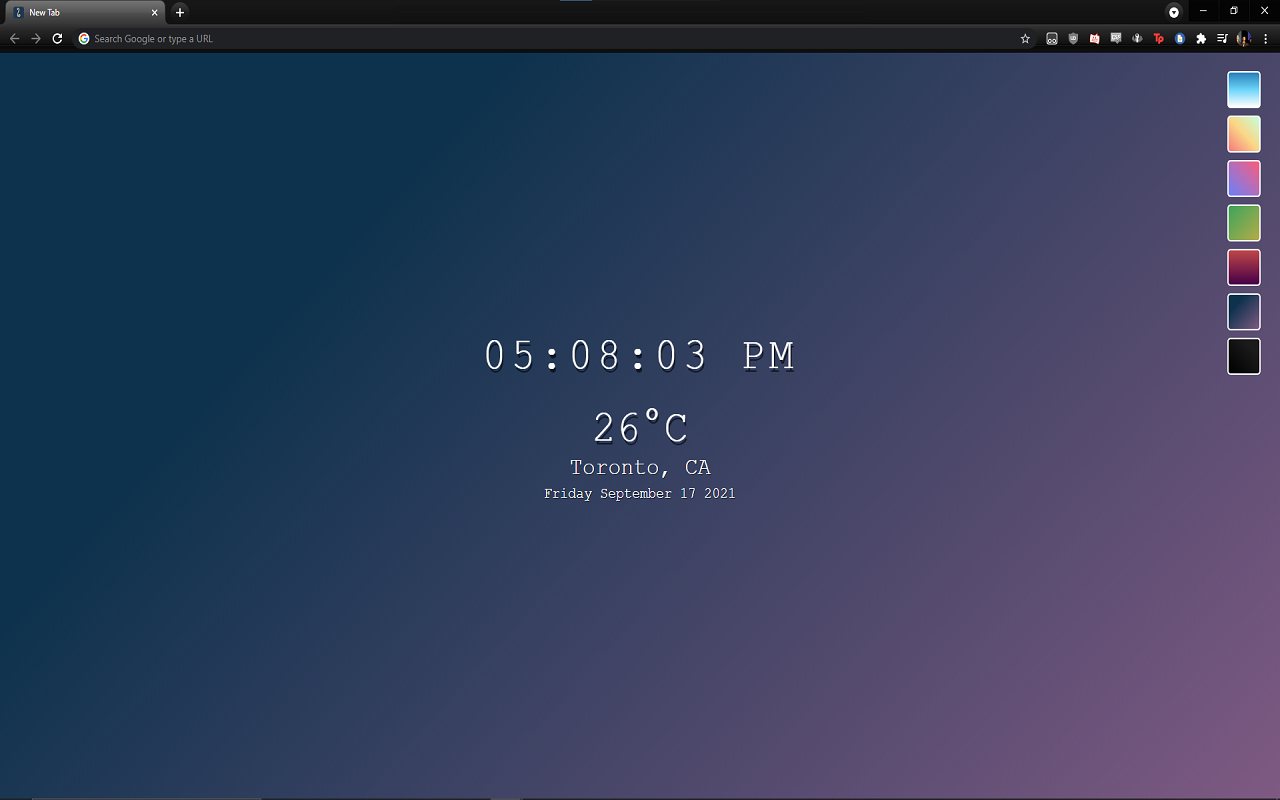 New Tab
Search Google or type a URL
Tp
05:08:03 PM
26°C
Toronto, CA
Friday September 17 2021